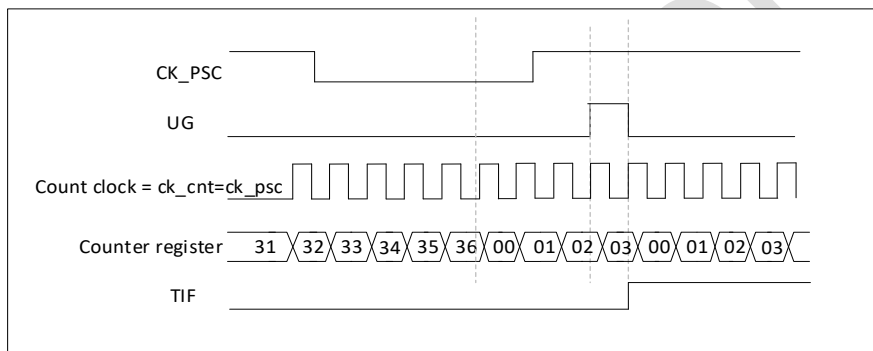 CK_PSC
UG
Count clock = ck_cnt=ck_psc
Counter register 31 32 33 34 35 36 00 01 02 03 00 01 02 03
TIF